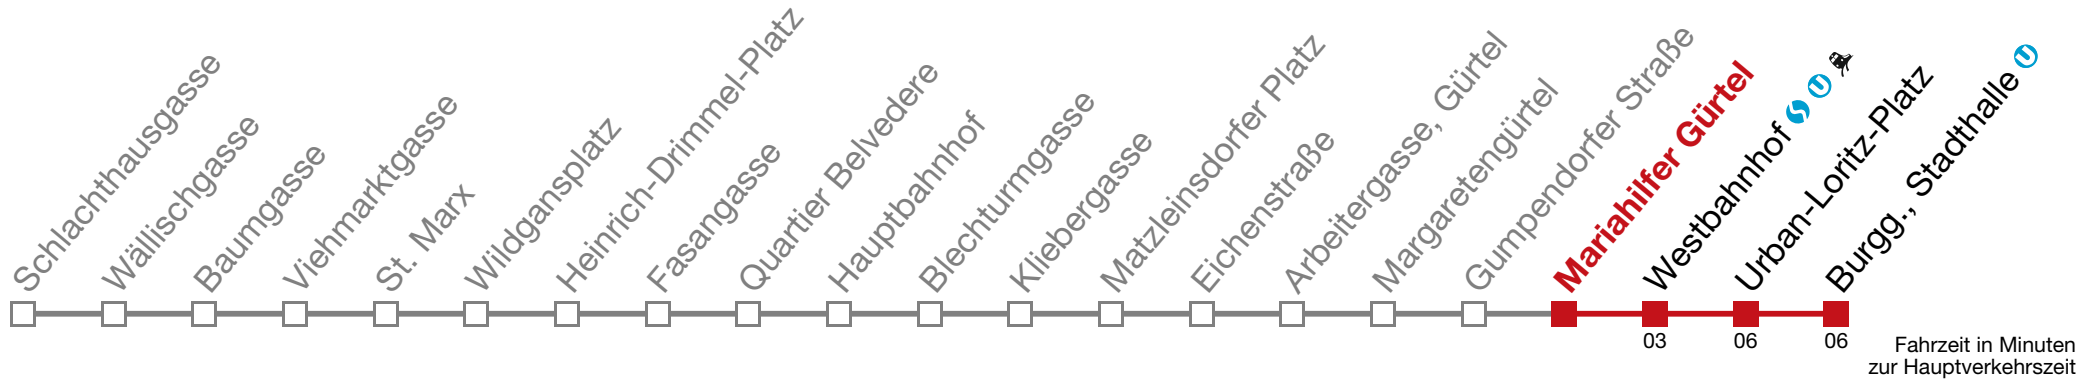 Schlachthausgasse
Wällischgasse
Baumgasse
Viehmarktgasse
St. Marx
Wildgansplatz
Heinrich-Drimmel-Platz
Fasangasse
Quartier Belvedere
Hauptbahnhof
Blechturmgasse
Kliebergasse
Matzleinsdorfer Platz
Eichenstraße
Arbeitergasse, Gürtel
Margaretengürtel
Gumpendorfer Straße
Mariahilfer Gürtel
Westbahnhof S U
Urban-Loritz-Platz
Burgg., Stadthalle U
03
06
06
Fahrzeit in Minuten
zur Hauptverkehrszeit